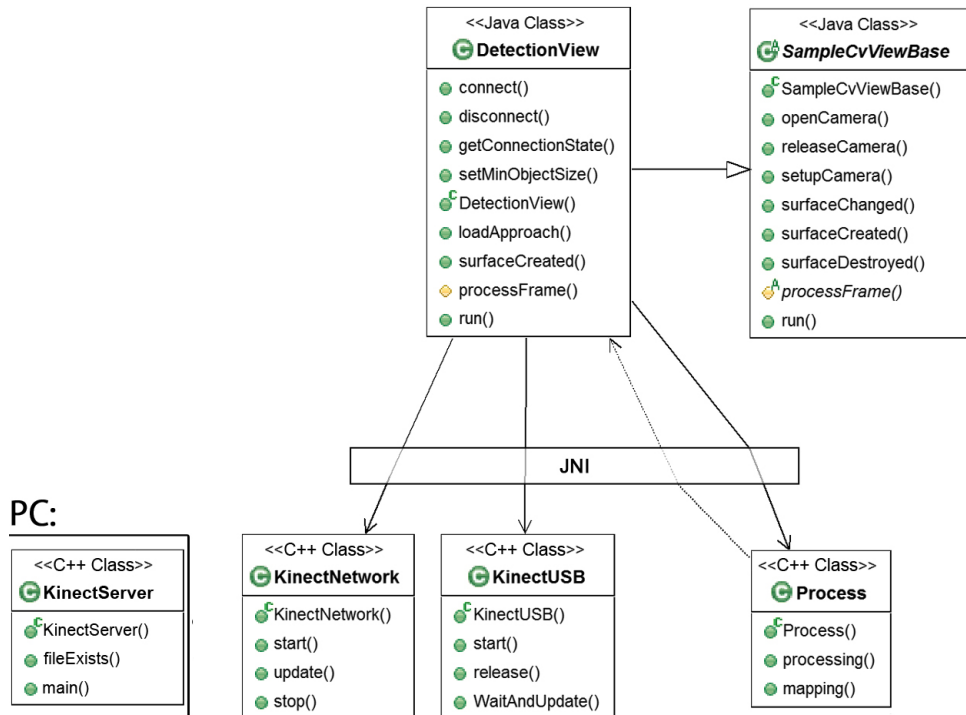 <<Java Class>>
DetectionView
connect()
disconnect()
getConnectionState()
setMinObjectSize()
DetectionView()
loadApproach()
surfaceCreated()
processFrame()
run()
<<Java Class>>
SampleCvViewBase
SampleCvViewBase()
openCamera()
releaseCamera()
setupCamera()
surfaceChanged()
surfaceCreated()
surfaceDestroyed()
processFrame()
run()
JNI
PC:
<<C++ Class>>
KinectServer
KinectServer()
fileExists()
main()
<<C++ Class>>
KinectNetwork
KinectNetwork()
start()
update()
stop()
<<C++ Class>>
KinectUSB
KinectUSB()
start()
release()
WaitAndUpdate()
<<C++ Class>>
Process
Process()
processing()
mapping()